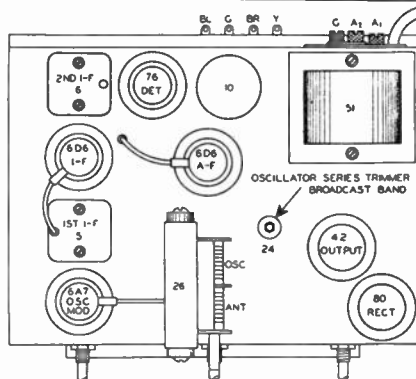 BL G BR Y
G A2 A1
2ND I-F
6
76
DET
10
51
6D6
I-F
6D6
A-F
OSCILLATOR SERIES TRIMMER
BROADCAST BAND
1ST I-F
5
24
42
OUTPUT
6A7
OSC
MOD
26
OSC
ANT
80
RECT